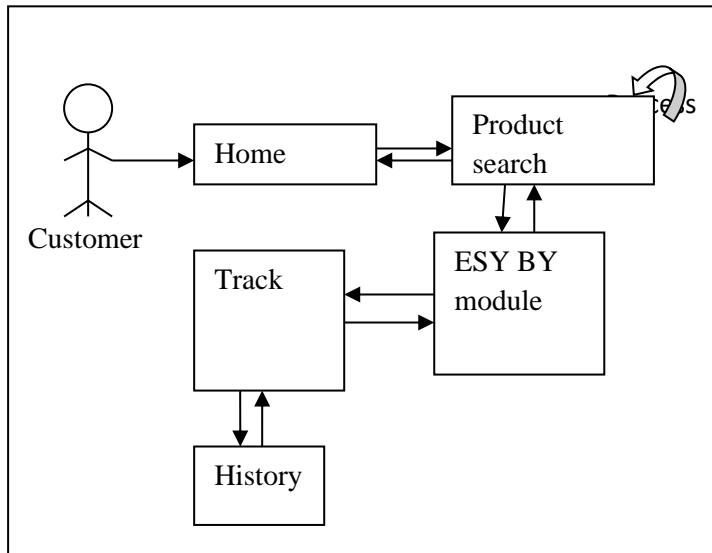 Product
search
Home
Customer
ESY BY
module
Track
History